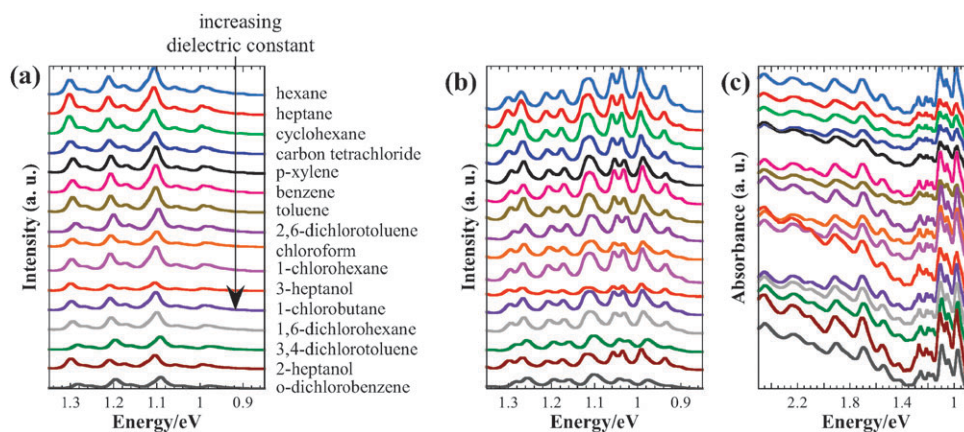 increasing
dielectric constant
(a)
hexane
heptane
cyclohexane
carbon tetrachloride
p-xylene
benzene
toluene
2,6-dichlorotoluene
chloroform
1-chlorohexane
3-heptanol
1-chlorobutane
1,6-dichlorohexane
3,4-dichlorotoluene
2-heptanol
o-dichlorobenzene
Intensity (a. u.)
1.3 1.2 1.1 1 0.9
Energy/eV
(b)
Intensity (a. u.)
1.3 1.2 1.1 1 0.9
Energy/eV
(c)
Absorbance (a. u.)
2.2 1.8 1.4 1
Energy/eV